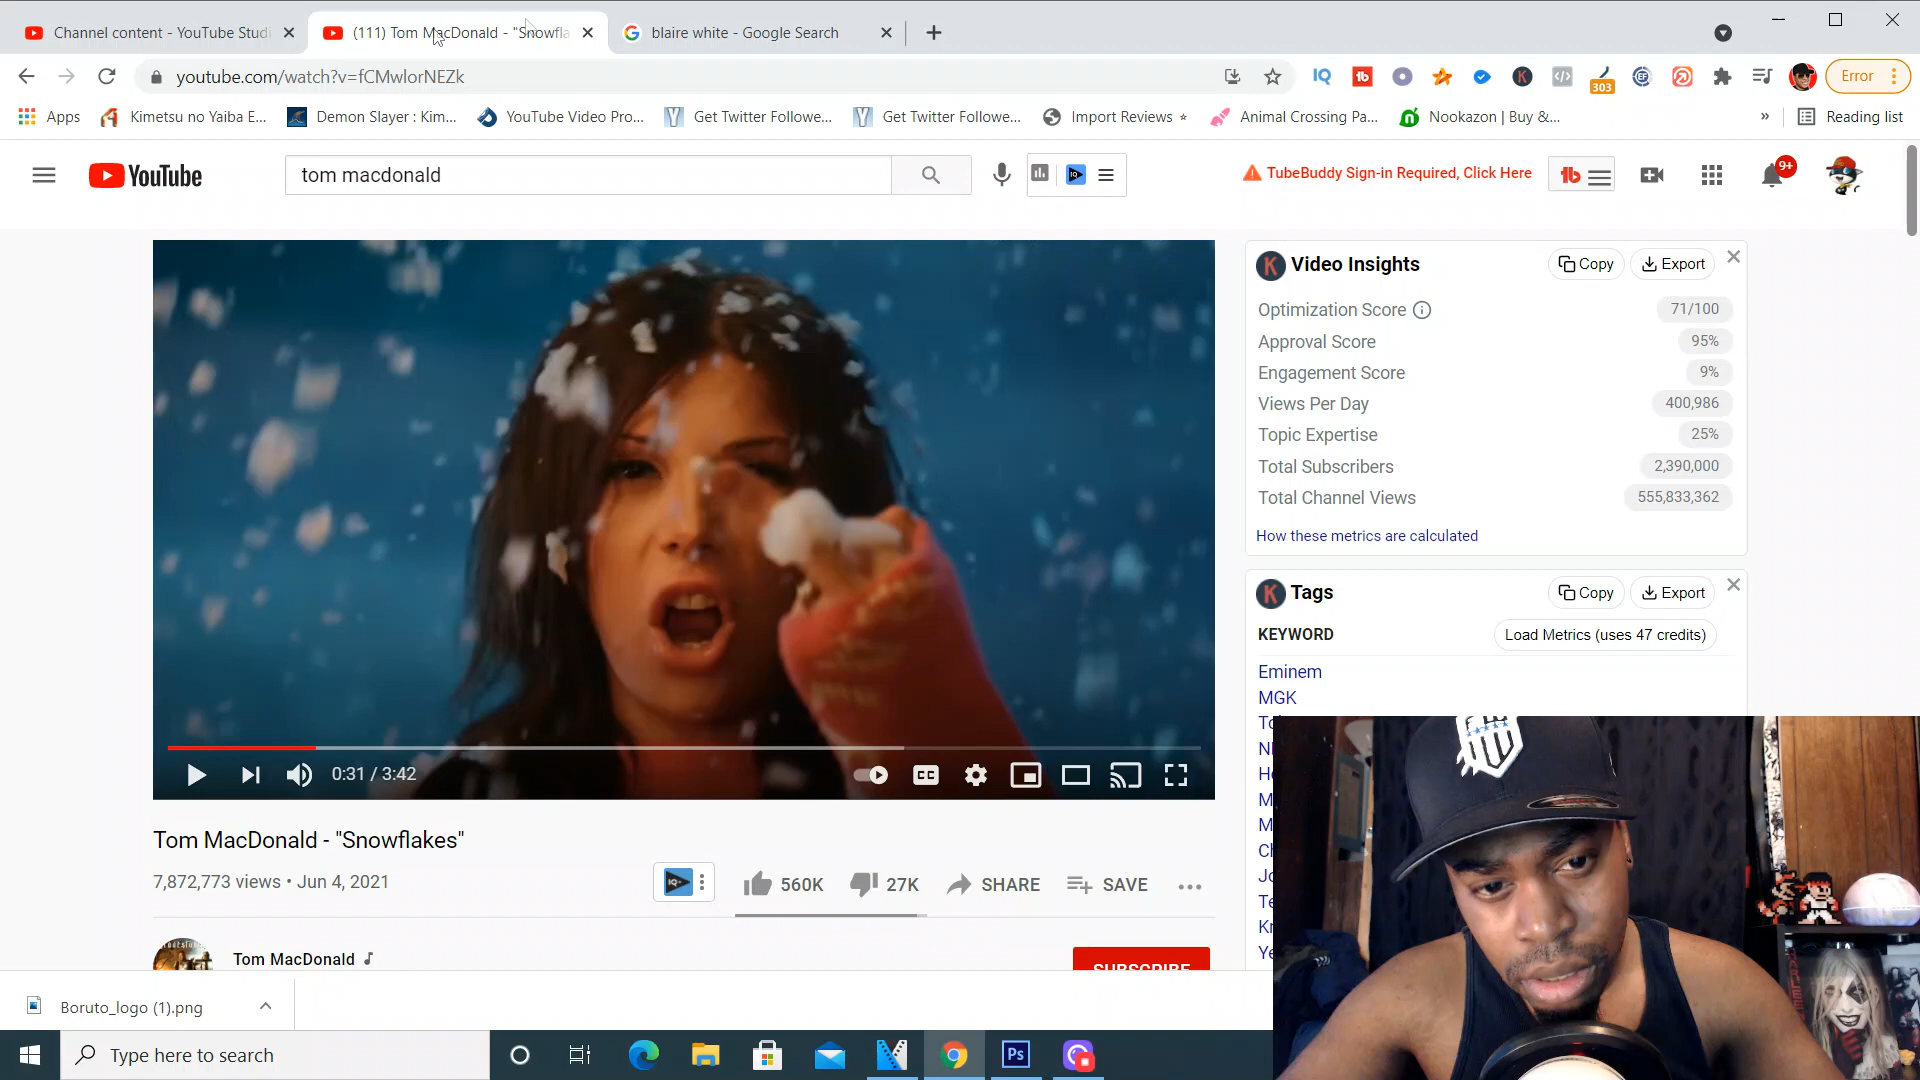 Channel content - YouTube Studi
(111) Tom MacDonald - "Snowfla
blaire white - Google Search
youtube.com/watch?v=fCMwlorNEZk
303
Error
Apps
Kimetsu no Yaiba E...
Demon Slayer : Kim...
YouTube Video Pro...
Get Twitter Followe...
Get Twitter Followe...
Import Reviews
Animal Crossing Pa...
Nookazon | Buy &...
»
Reading list
YouTube
tom macdonald
TubeBuddy Sign-in Required, Click Here
9+
Video Insights
Copy
Export
Optimization Score
71/100
Approval Score
95%
Engagement Score
9%
Views Per Day
400,986
Topic Expertise
25%
Total Subscribers
2,390,000
Total Channel Views
555,833,362
How these metrics are calculated
Tags
Copy
Export
KEYWORD
Load Metrics (uses 47 credits)
Eminem
MGK
0:31 / 3:42
CC
Tom MacDonald - "Snowflakes"
7,872,773 views • Jun 4, 2021
560K
27K
SHARE
SAVE
Tom MacDonald
SUBSCRIBE
Boruto_logo (1).png
Type here to search
Ps